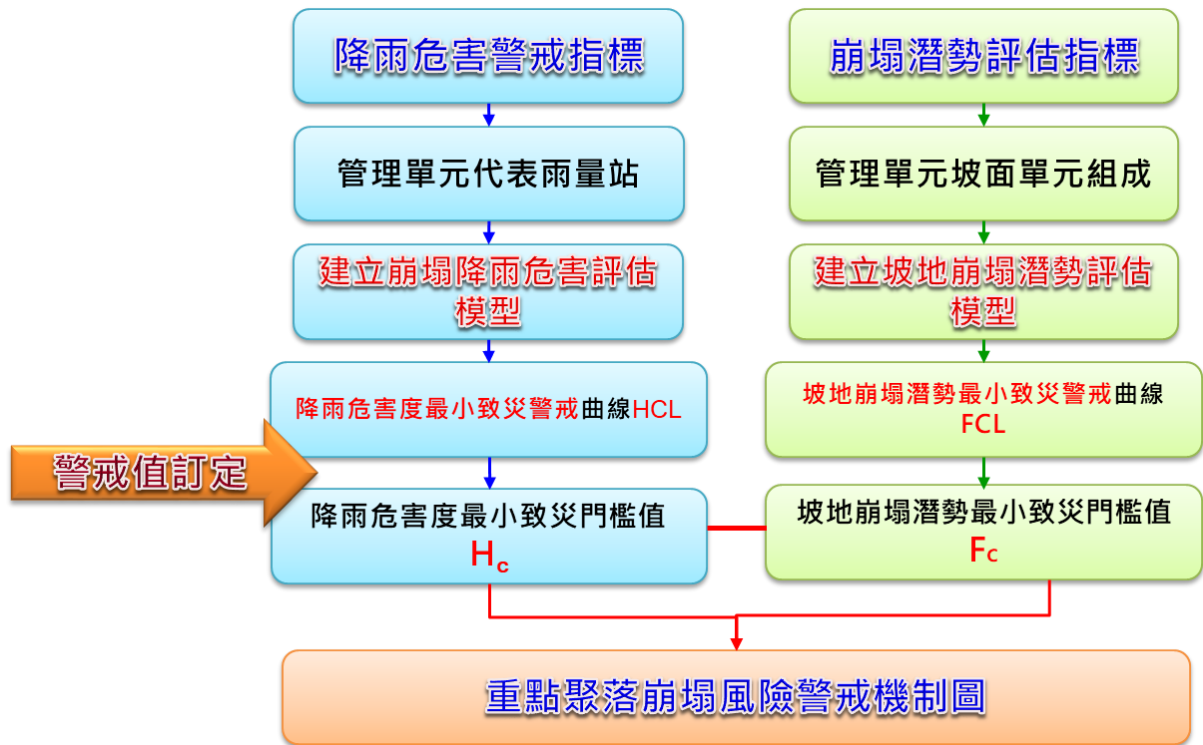 降雨危害警戒指標
崩塌潛勢評估指標
管理單元代表雨量站
管理單元坡面單元組成
建立崩塌降雨危害評估
模型
建立坡地崩塌潛勢評估
模型
降雨危害度最小致災警戒曲線HCL
坡地崩塌潛勢最小致災警戒曲線
FCL
警戒值訂定
降雨危害度最小致災門檻值
Hc
坡地崩塌潛勢最小致災門檻值
Fc
重點聚落崩塌風險警戒機制圖